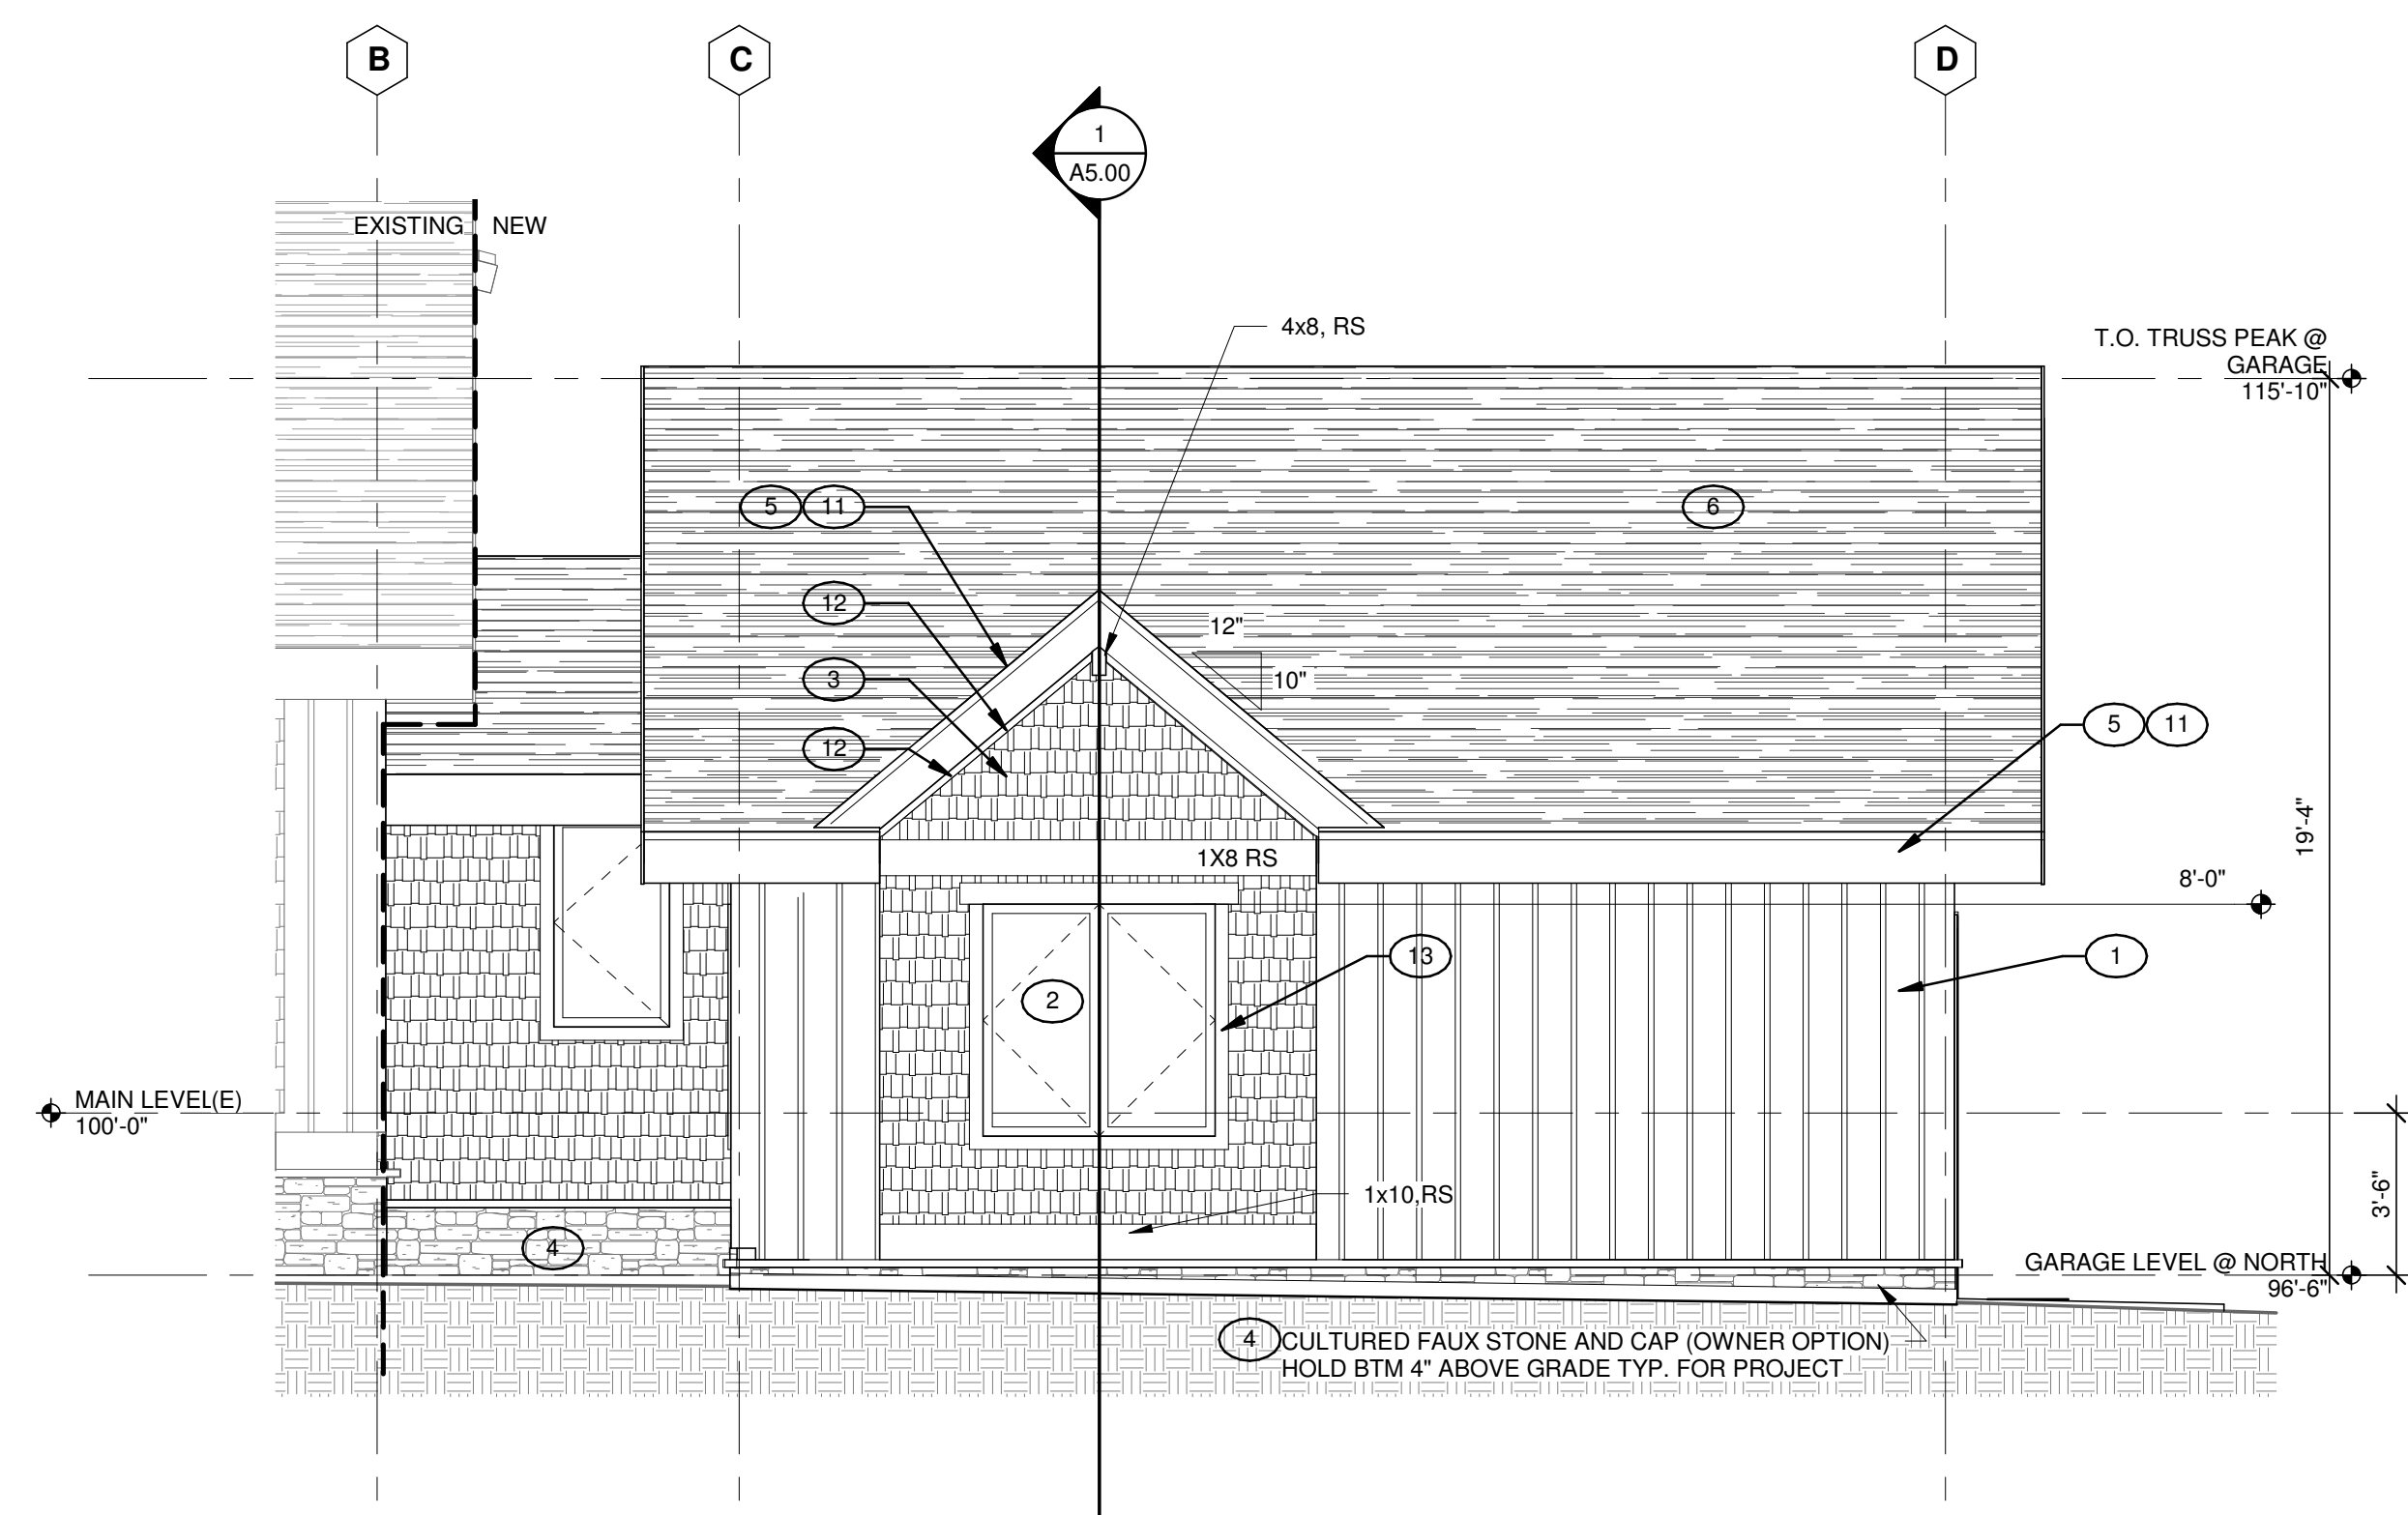 B
C
D
1
A5.00
EXISTING
NEW
4x8, RS
T.O. TRUSS PEAK @
GARAGE
115'-10"
5
11
6
12
12"
3
10"
12
5
11
19'-4"
1X8 RS
8'-0"
13
1
2
MAIN LEVEL(E)
100'-0"
1x10,RS
3'-6"
4
GARAGE LEVEL @ NORTH
96'-6"
4
CULTURED FAUX STONE AND CAP (OWNER OPTION)
HOLD BTM 4" ABOVE GRADE TYP. FOR PROJECT